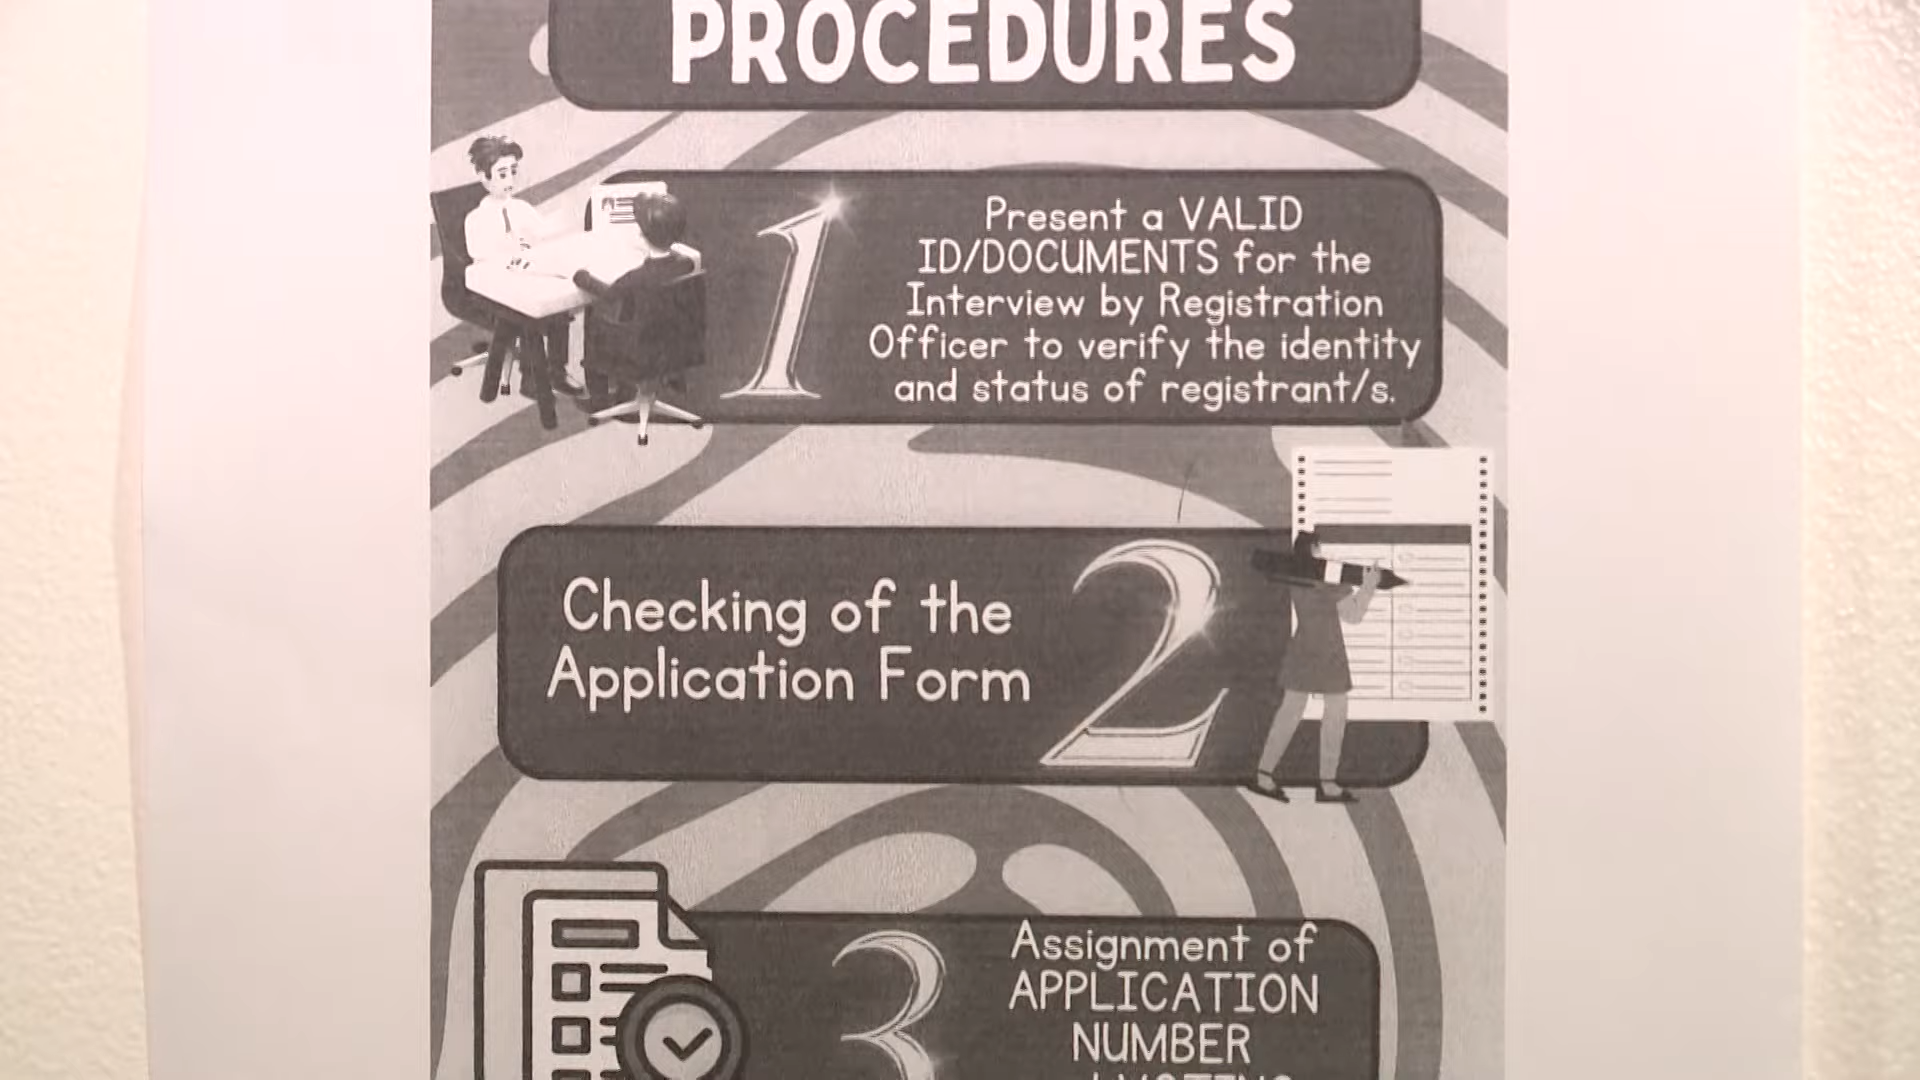 PROCEDURES
1
Present a VALID
ID/DOCUMENTS for the
Interview by Registration
Officer to verify the identity
and status of registrant/s.
Checking of the
Application Form
2
3
Assignment of
APPLICATION
NUMBER